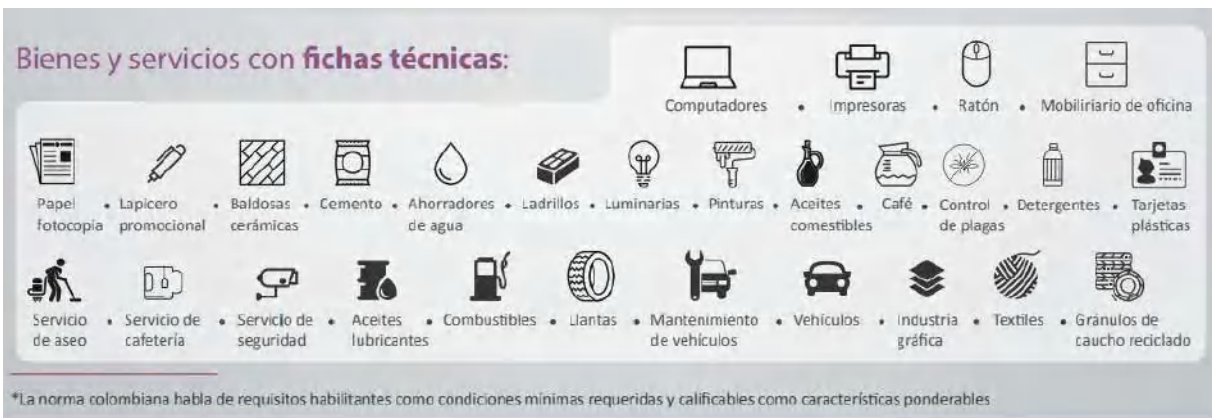 Bienes y servicios con fichas técnicas:
Computadores • Impresoras • Ratón • Mobiliriario de oficina
Papel fotocopia • Lapicero promocional • Baldosas cerámicas • Cemento • Ahorradores de agua • Ladrillos • Luminarias • Pinturas • Aceites comestibles • Café • Control de plagas • Detergentes • Tarjetas plásticas
Servicio de aseo • Servicio de cafetería • Servicio de seguridad • Aceites lubricantes • Combustibles • Llantas • Mantenimiento de vehículos • Vehículos • Industria gráfica • Textiles • Gránulos de caucho reciclado
*La norma colombiana habla de requisitos habilitantes como condiciones mínimas requeridas y calificables como características ponderables